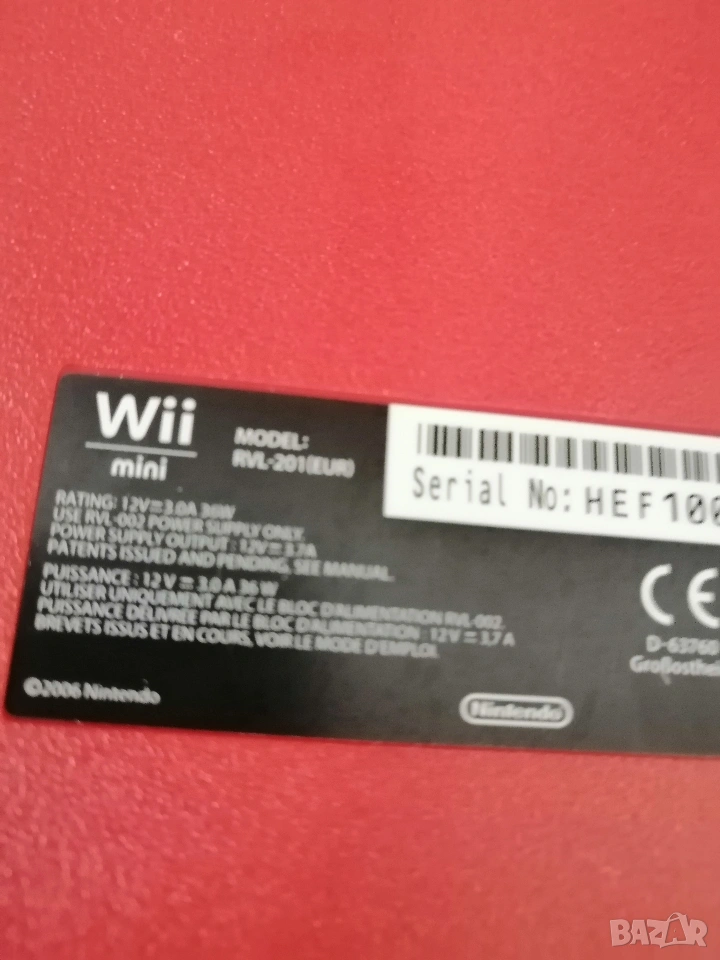 Wii
mini
MODEL:
RVL-201(EUR)
Serial No: HEF100
RATING: 12V⎓3.0A 36W
USE RVL-002 POWER SUPPLY ONLY.
POWER SUPPLY OUTPUT : 12V⎓3.7A
PATENTS ISSUED AND PENDING. SEE MANUAL.
PUISSANCE : 12 V ⎓ 3,0 A 36 W
UTILISER UNIQUEMENT AVEC LE BLOC D'ALIMENTATION RVL-002.
PUISSANCE DÉLIVRÉE PAR LE BLOC D'ALIMENTATION 12 V ⎓ 3,7 A
BREVETS ISSUS ET EN COURS, VOIR LE MODE D'EMPLOI.
CE
D-63760
Großosthe
©2006 Nintendo
Nintendo
BAZAR